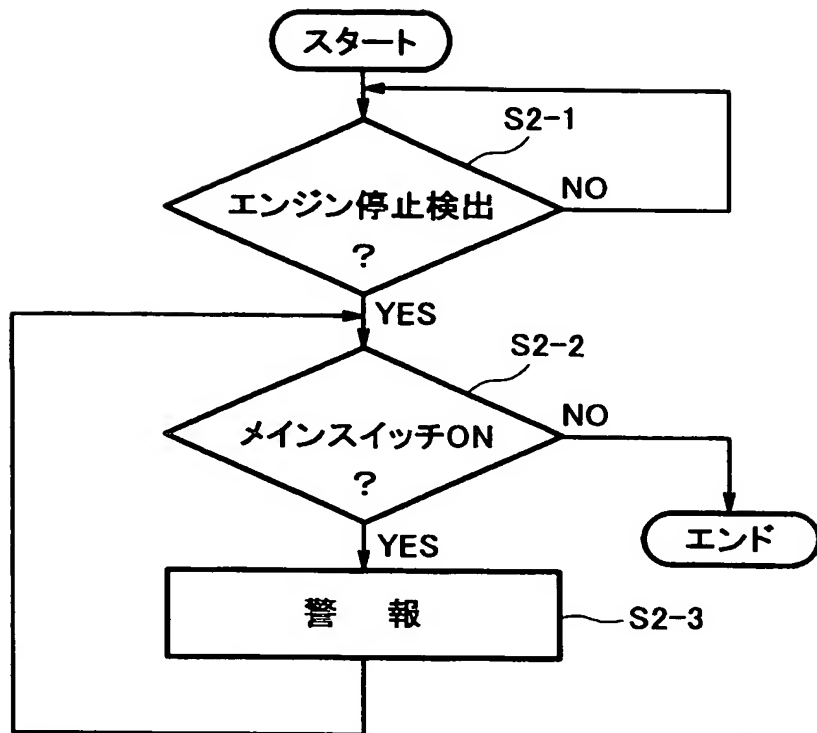 スタート
S2-1
エンジン停止検出
?
NO
YES
S2-2
メインスイッチON
?
NO
エンド
YES
警 報
S2-3